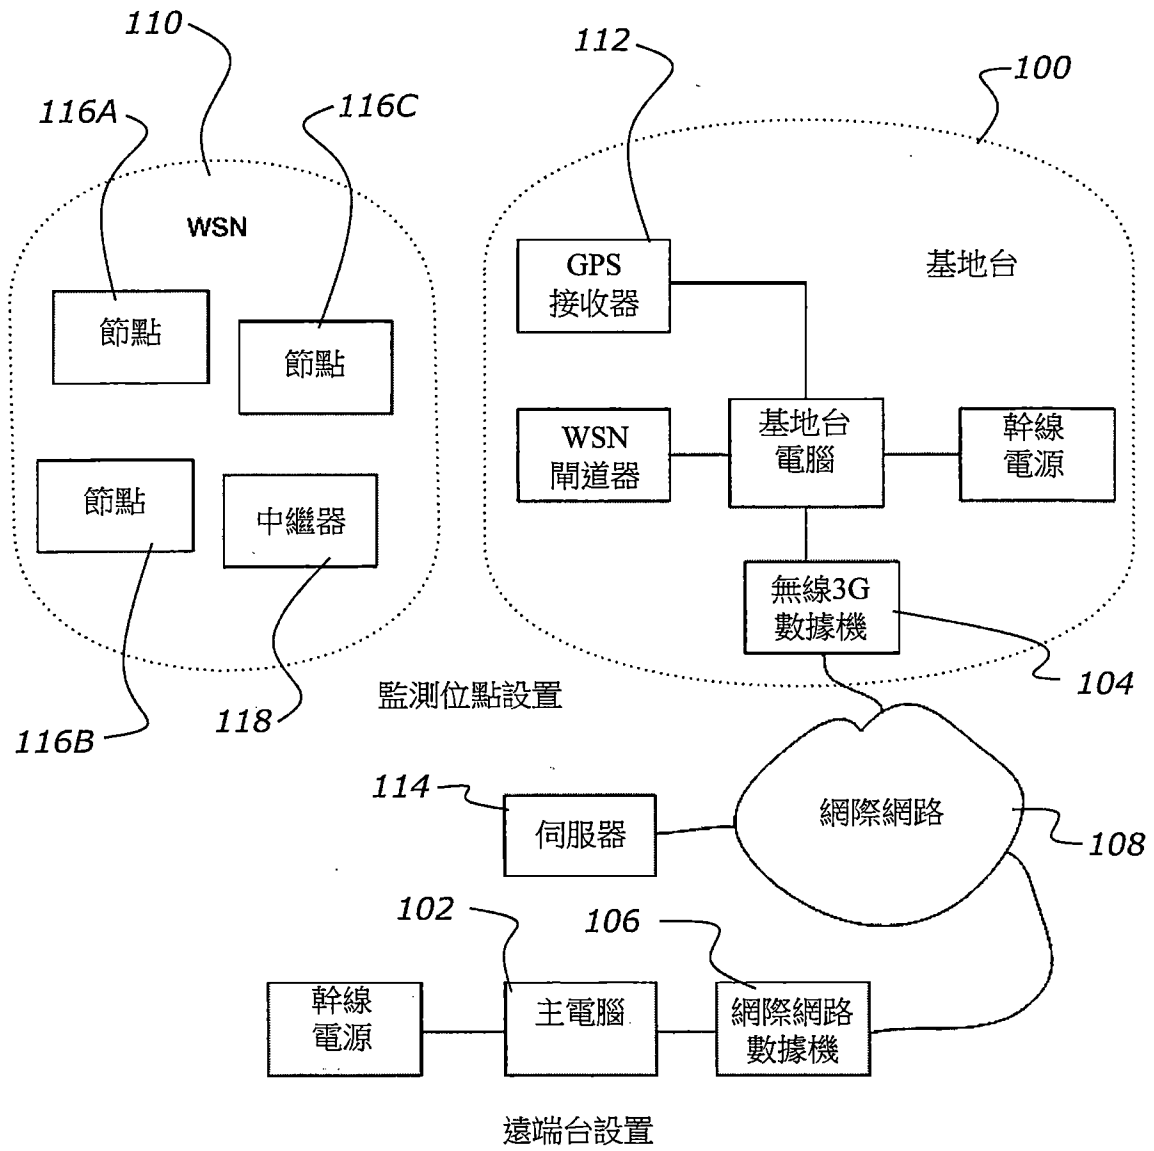 110
112
100
116A
116C
WSN
基地台
GPS
接收器
節點
節點
WSN
閘道器
基地台
電腦
幹線
電源
節點
中繼器
無線3G
數據機
104
監測位點設置
118
116B
114
伺服器
網際網路
108
102
106
幹線
電源
主電腦
網際網路
數據機
遠端台設置